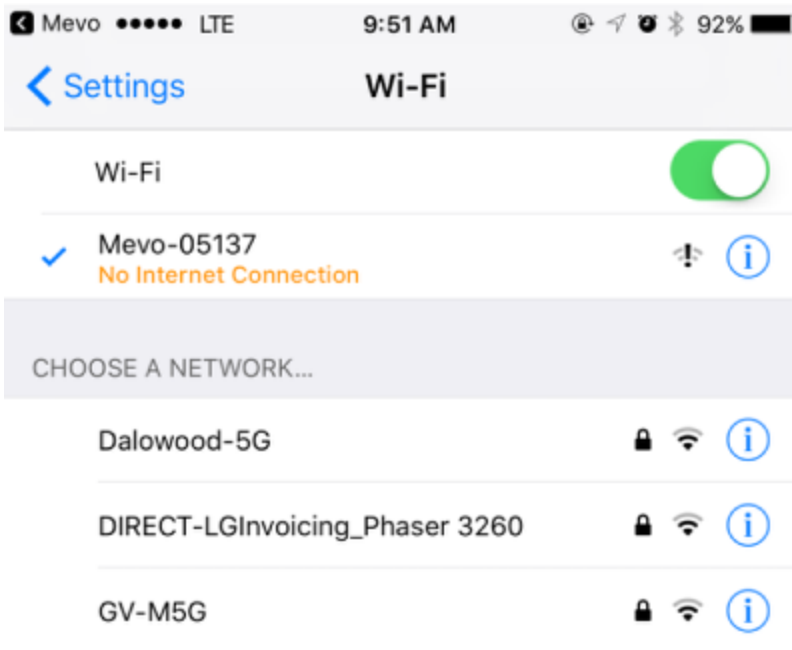 Mevo LTE 9:51 AM 92%
Settings Wi-Fi
Wi-Fi
Mevo-05137
No Internet Connection
CHOOSE A NETWORK...
Dalowood-5G
DIRECT-LGInvoicing_Phaser 3260
GV-M5G